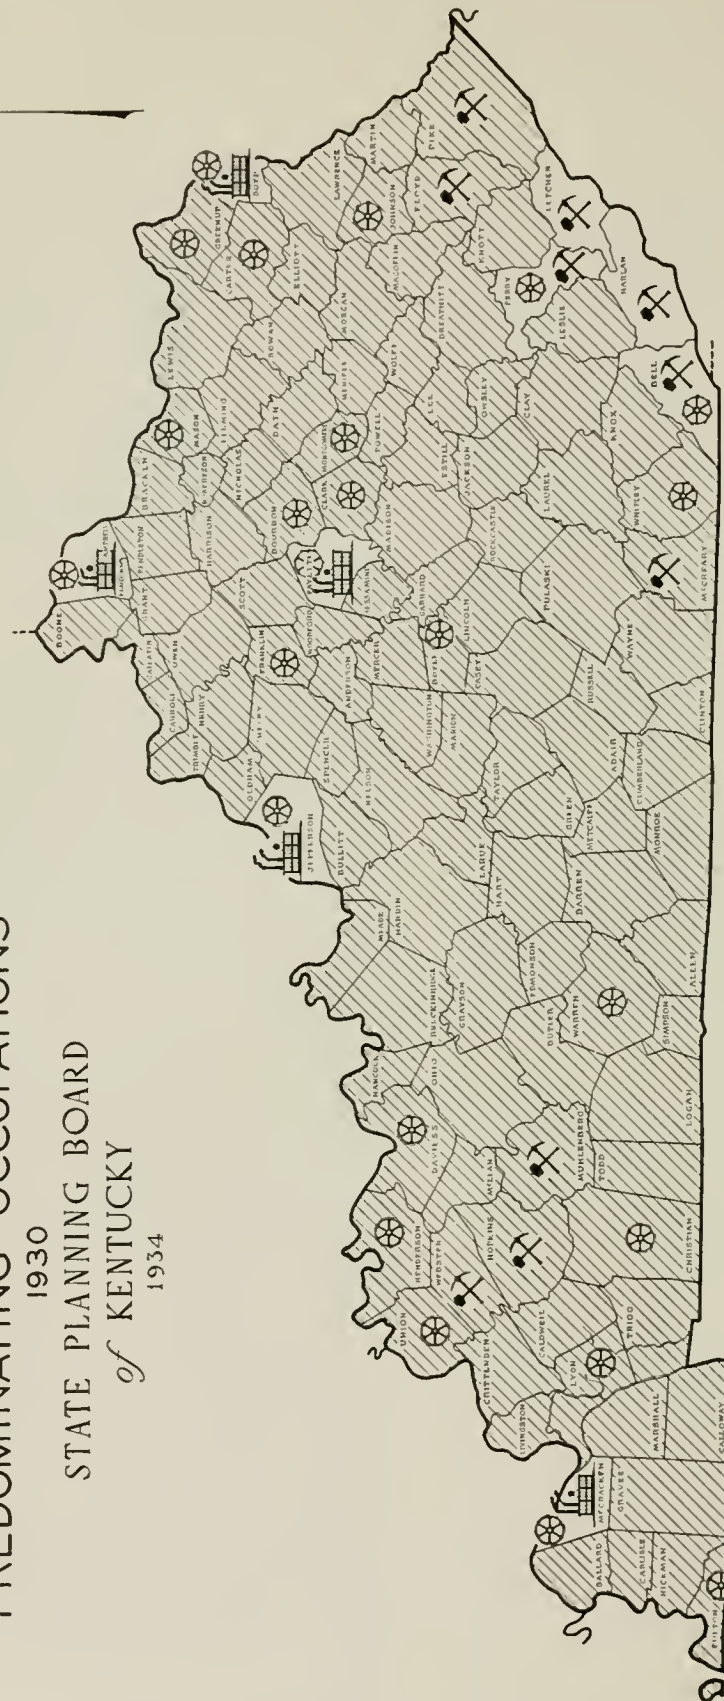 PREDOMINATING OCCUPATIONS
1930
STATE PLANNING BOARD
of KENTUCKY
1934
BOONE
CAMPBELL
PENDLETON
GRANT
GALLATIN
OWEN
CARROLL
TRIMBLE
HENRY
OLDHAM
SHELBY
FRANKLIN
SCOTT
HARRISON
BRACKEN
ROBERTSON
MASON
LEWIS
FLEMING
NICHOLAS
BOURBON
BATH
ROWAN
GREENUP
CARTER
BOYD
ELLIOTT
LAWRENCE
MORGAN
JOHNSON
MARTIN
MAGOFFIN
FLOYD
PIKE
MENIFEE
MONTGOMERY
CLARK
POWELL
WOLFE
FAYETTE
WOODFORD
JESSAMINE
MADISON
ESTILL
LEE
BREATHITT
KNOTT
LETCHER
PERRY
OWSLEY
JACKSON
CLAY
LESLIE
HARLAN
BELL
KNOX
LAUREL
ROCKCASTLE
WHITLEY
MCCREARY
PULASKI
WAYNE
LINCOLN
GARRARD
BOYLE
MERCER
ANDERSON
WASHINGTON
MARION
CASEY
RUSSELL
CLINTON
CUMBERLAND
ADAIR
TAYLOR
GREEN
METCALFE
MONROE
BARREN
HART
LARUE
NELSON
SPENCER
JEFFERSON
BULLITT
HARDIN
MEADE
BRECKINRIDGE
GRAYSON
EDMONSON
WARREN
ALLEN
SIMPSON
BUTLER
LOGAN
OHIO
HANCOCK
DAVIESS
MCLEAN
MUHLENBERG
TODD
CHRISTIAN
HOPKINS
HENDERSON
WEBSTER
UNION
CRITTENDEN
CALDWELL
LYON
TRIGG
LIVINGSTON
MARSHALL
CALLOWAY
MCCRACKEN
GRAVES
BALLARD
CARLISLE
HICKMAN
FULTON